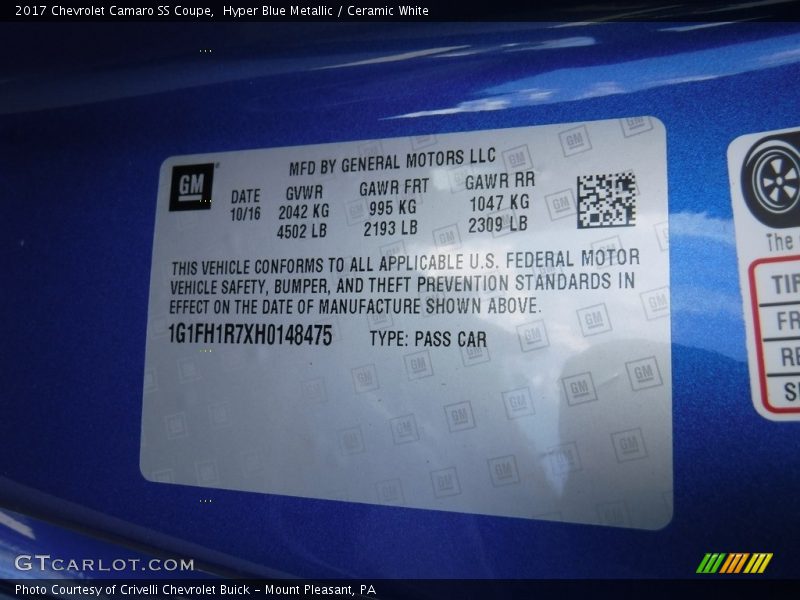 2017 Chevrolet Camaro SS Coupe,  Hyper Blue Metallic / Ceramic White
GM
MFD BY GENERAL MOTORS LLC
DATE GVWR GAWR FRT GAWR RR
10/16 2042 KG 995 KG 1047 KG
4502 LB 2193 LB 2309 LB
THIS VEHICLE CONFORMS TO ALL APPLICABLE U.S. FEDERAL MOTOR
VEHICLE SAFETY, BUMPER, AND THEFT PREVENTION STANDARDS IN
EFFECT ON THE DATE OF MANUFACTURE SHOWN ABOVE.
1G1FH1R7XH0148475 TYPE: PASS CAR
The
GTCARLOT.COM
Photo Courtesy of Crivelli Chevrolet Buick - Mount Pleasant, PA